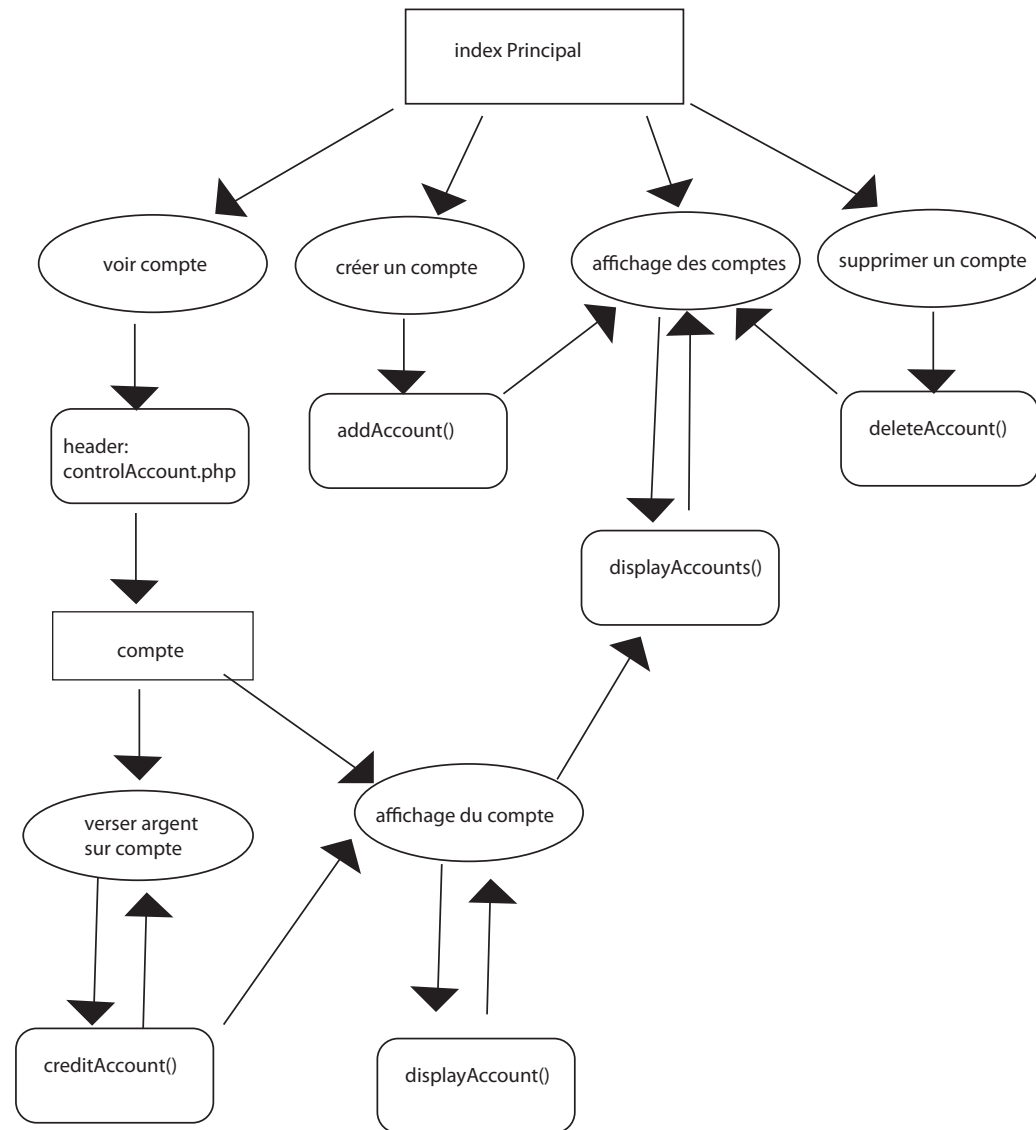 index Principal
voir compte
créer un compte
affichage des comptes
supprimer un compte
header:
controlAccount.php
addAccount()
deleteAccount()
displayAccounts()
compte
verser argent
sur compte
affichage du compte
creditAccount()
displayAccount()